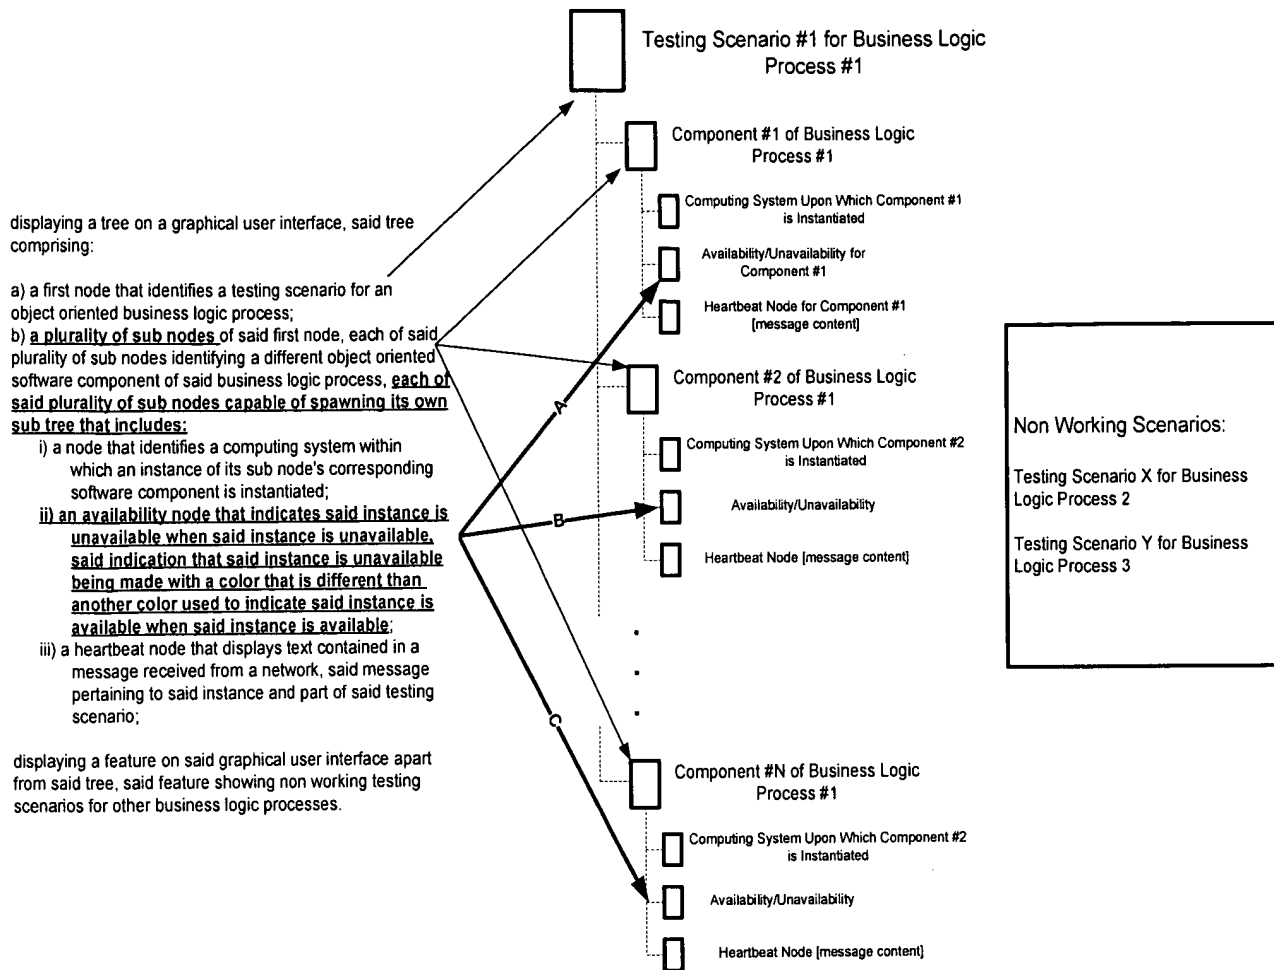 Testing Scenario #1 for Business Logic
Process #1
Component #1 of Business Logic
Process #1
Computing System Upon Which Component #1
is Instantiated
Availability/Unavailability for
Component #1
Heartbeat Node for Component #1
[message content]
displaying a tree on a graphical user interface, said tree
comprising:
a) a first node that identifies a testing scenario for an
object oriented business logic process;
b) a plurality of sub nodes of said first node, each of said
plurality of sub nodes identifying a different object oriented
software component of said business logic process, each of
said plurality of sub nodes capable of spawning its own
sub tree that includes:
i) a node that identifies a computing system within
which an instance of its sub node's corresponding
software component is instantiated;
ii) an availability node that indicates said instance is
unavailable when said instance is unavailable,
said indication that said instance is unavailable
being made with a color that is different than
another color used to indicate said instance is
available when said instance is available;
iii) a heartbeat node that displays text contained in a
message received from a network, said message
pertaining to said instance and part of said testing
scenario;
displaying a feature on said graphical user interface apart
from said tree, said feature showing non working testing
scenarios for other business logic processes.
A
B
C
Component #2 of Business Logic
Process #1
Computing System Upon Which Component #2
is Instantiated
Availability/Unavailability
Heartbeat Node [message content]
Component #N of Business Logic
Process #1
Computing System Upon Which Component #2
is Instantiated
Availability/Unavailability
Heartbeat Node [message content]
Non Working Scenarios:
Testing Scenario X for Business
Logic Process 2
Testing Scenario Y for Business
Logic Process 3